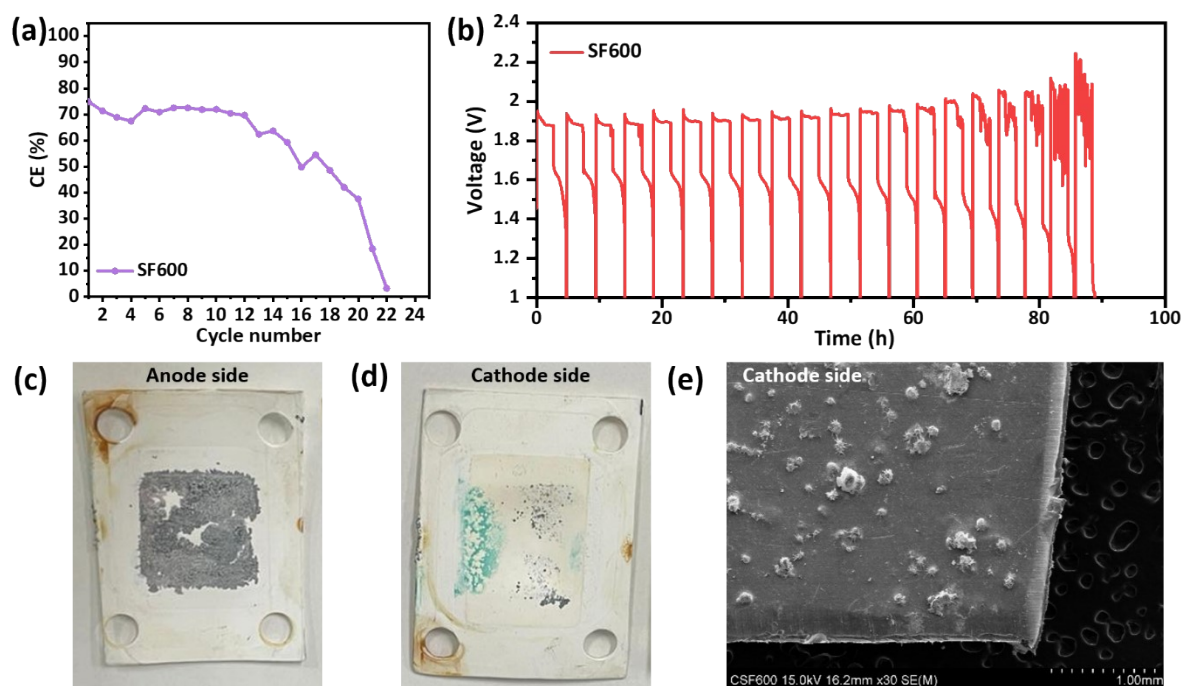 (a)
100
90
80
70
60
50
40
30
20
10
0
CE (%)
SF600
2 4 6 8 10 12 14 16 18 20 22 24
Cycle number
(b)
2.4
2.2
2
1.8
1.6
1.4
1.2
1
Voltage (V)
SF600
0 20 40 60 80 100
Time (h)
(c)
Anode side
(d)
Cathode side
(e)
Cathode side
CSF600 15.0kV 16.2mm x30 SE(M)
1.00mm